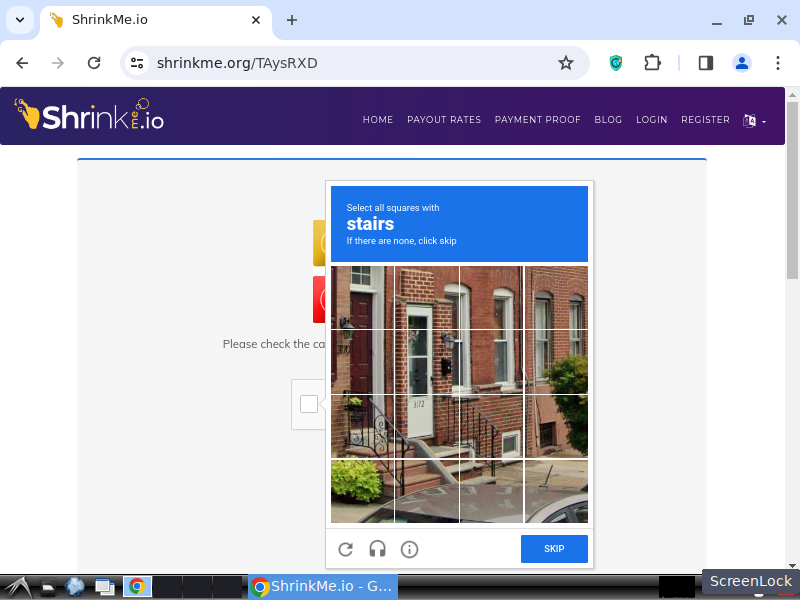 ShrinkMe.io
shrinkme.org/TAysRXD
Shrinkme.io
HOME PAYOUT RATES PAYMENT PROOF BLOG LOGIN REGISTER
Select all squares with
stairs
If there are none, click skip
Please check the ca
3112
SKIP
ShrinkMe.io - G...
ScreenLock